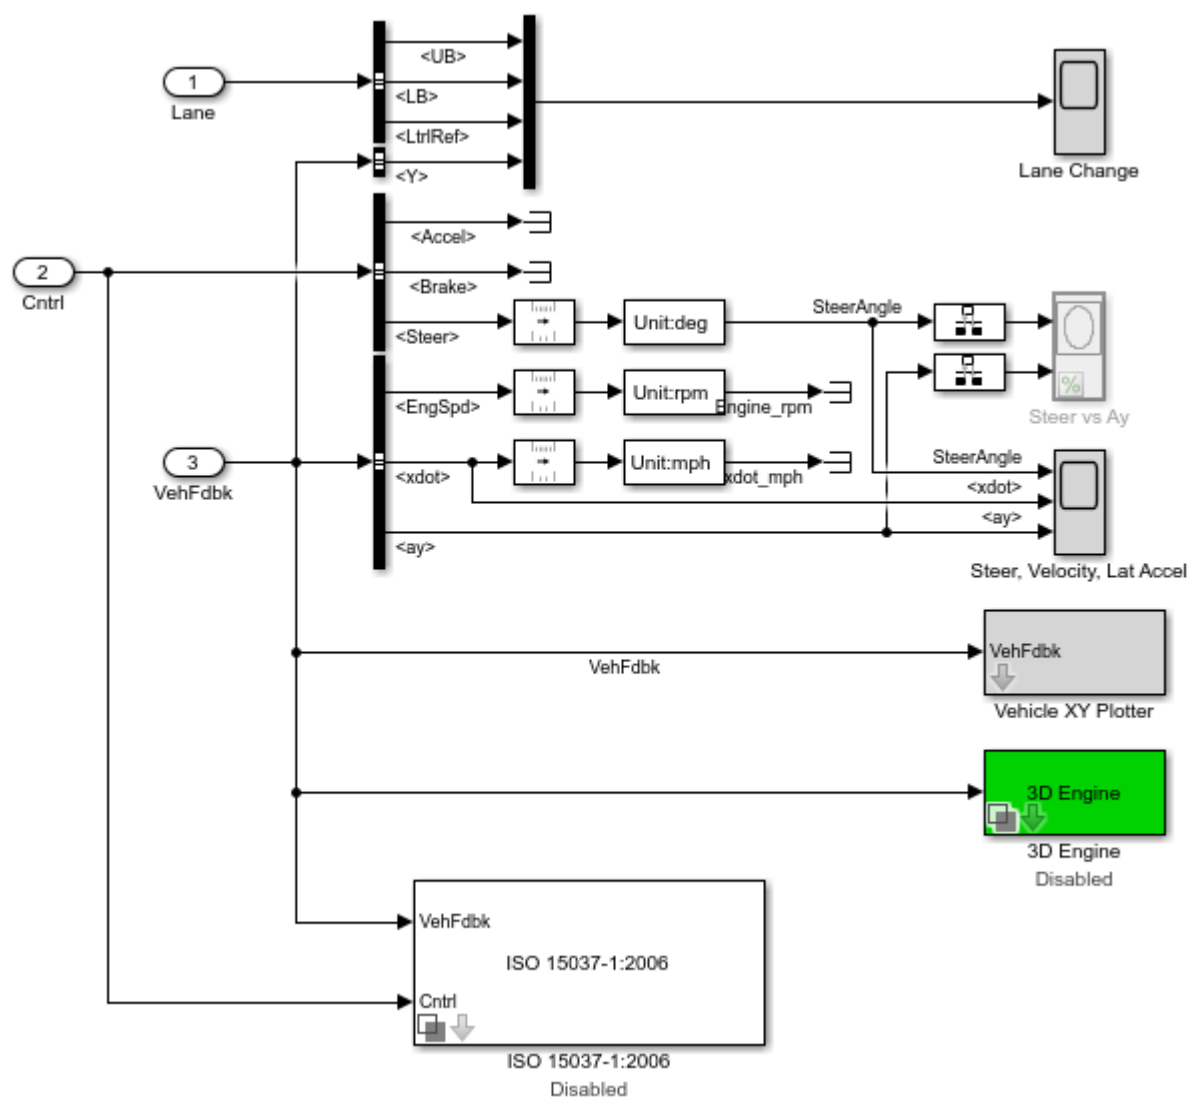 <UB>
1
<LB>
Lane
<LtrlRef>
<Y>
Lane Change
<Accel>
2
Cntrl
<Brake>
SteerAngle
<Steer>
Unit:deg
%
Steer vs Ay
<EngSpd>
Unit:rpm
Engine_rpm
3
VehFdbk
<xdot>
Unit:mph
xdot_mph
SteerAngle
<xdot>
<ay>
<ay>
Steer, Velocity, Lat Accel
VehFdbk
VehFdbk
Vehicle XY Plotter
3D Engine
3D Engine
Disabled
VehFdbk
ISO 15037-1:2006
Cntrl
ISO 15037-1:2006
Disabled